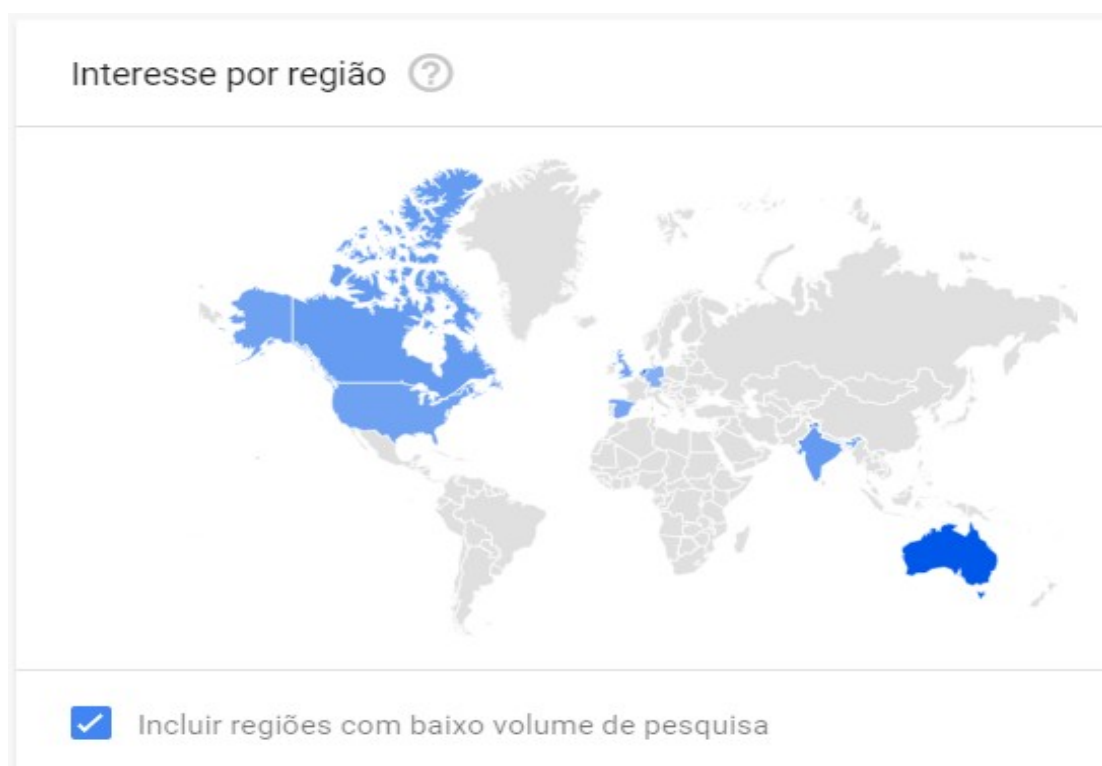 Interesse por região ?
Incluir regiões com baixo volume de pesquisa